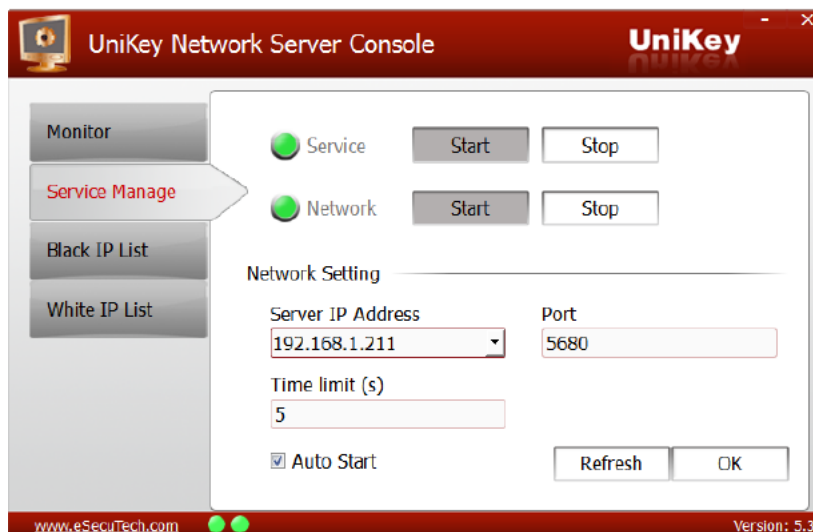 UniKey Network Server Console
UniKey
Monitor
Service Manage
Black IP List
White IP List
Service Start Stop
Network Start Stop
Network Setting
Server IP Address Port
192.168.1.211 5680
Time limit (s)
5
Auto Start Refresh OK
www.eSecuTech.com Version: 5.3